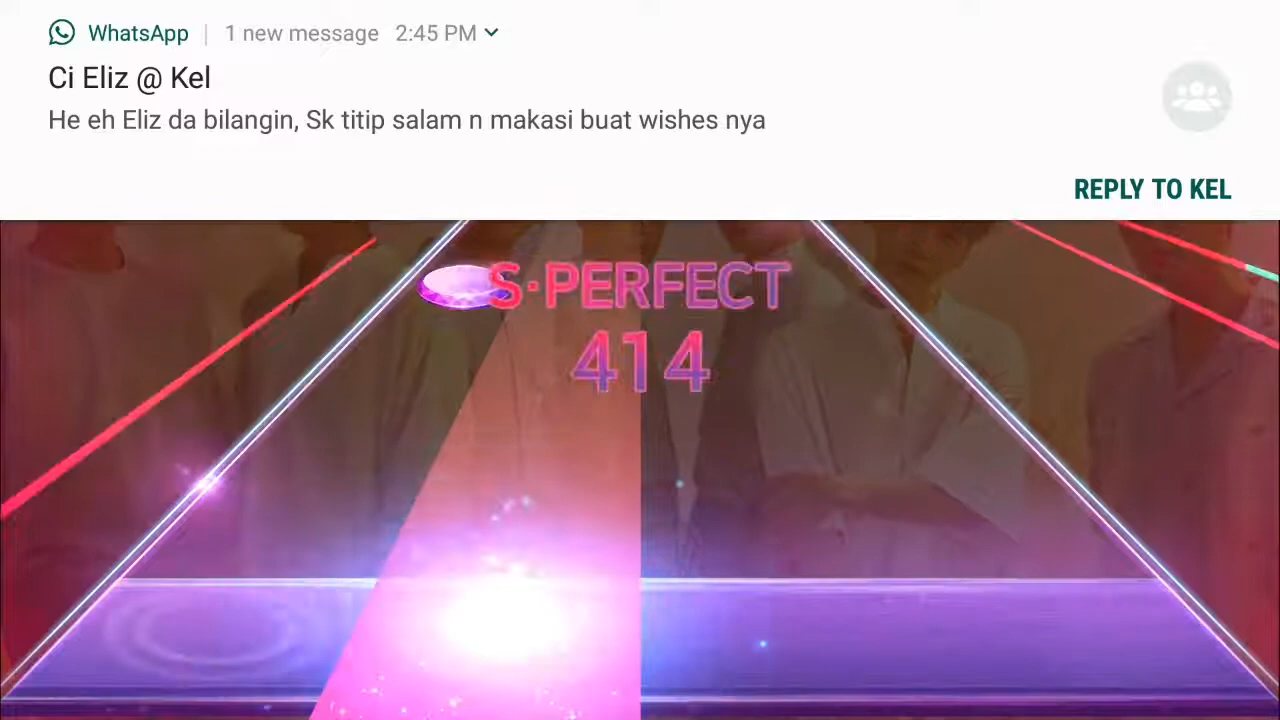 WhatsApp | 1 new message 2:45 PM
Ci Eliz @ Kel
He eh Eliz da bilangin, Sk titip salam n makasi buat wishes nya
REPLY TO KEL
S·PERFECT
414